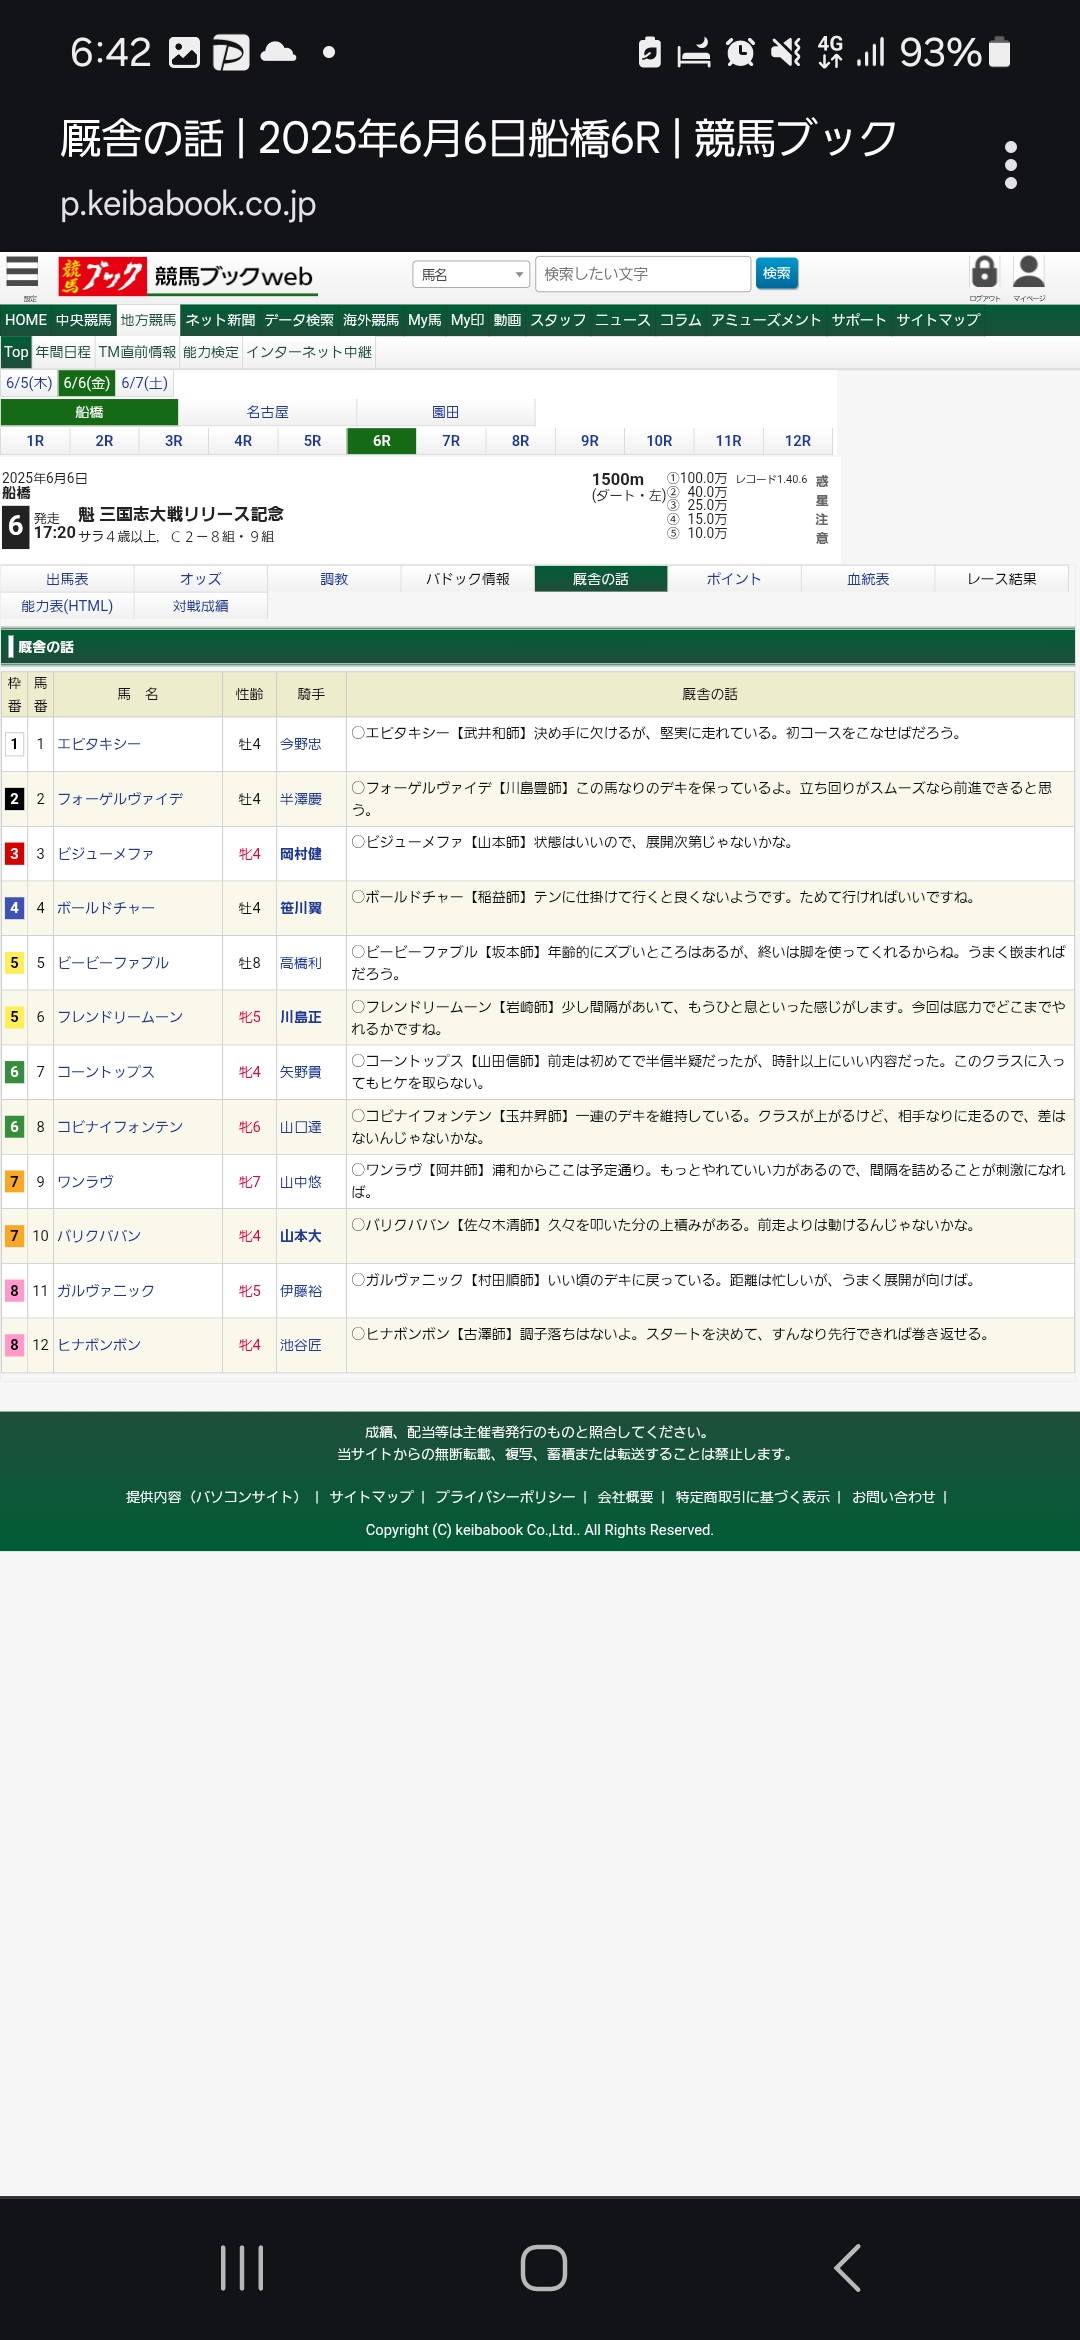 6:42
4G 93%
厩舎の話 | 2025年6月6日船橋6R | 競馬ブック
p.keibabook.co.jp
設定 競馬ブック 競馬ブックweb 馬名 検索したい文字 検索 ログアウト マイページ
HOME 中央競馬 地方競馬 ネット新聞 データ検索 海外競馬 My馬 My印 動画 スタッフ ニュース コラム アミューズメント サポート サイトマップ
Top 年間日程 TM直前情報 能力検定 インターネット中継
6/5(木) 6/6(金) 6/7(土)
船橋 名古屋 園田
1R 2R 3R 4R 5R 6R 7R 8R 9R 10R 11R 12R
2025年6月6日
船橋
6 発走 17:20
魁 三国志大戦リリース記念
サラ4歳以上, C2-8組・9組
1500m
(ダート・左)
①100.0万
② 40.0万
③ 25.0万
④ 15.0万
⑤ 10.0万
レコード1.40.6
惑星注意
出馬表 オッズ 調教 パドック情報 厩舎の話 ポイント 血統表 レース結果
能力表(HTML) 対戦成績
厩舎の話
枠番 馬番 馬 名 性齢 騎手 厩舎の話
1 1 エビタキシー 牡4 今野忠 ○エビタキシー【武井和師】決め手に欠けるが、堅実に走れている。初コースをこなせばだろう。
2 2 フォーゲルヴァイデ 牡4 半澤慶 ○フォーゲルヴァイデ【川島豊師】この馬なりのデキを保っているよ。立ち回りがスムーズなら前進できると思
う。
3 3 ビジューメファ 牝4 岡村健 ○ビジューメファ【山本師】状態はいいので、展開次第じゃないかな。
4 4 ボールドチャー 牡4 笹川翼 ○ボールドチャー【稲益師】テンに仕掛けて行くと良くないようです。ためて行ければいいですね。
5 5 ビービーファブル 牡8 高橋利 ○ビービーファブル【坂本師】年齢的にズブいところはあるが、終いは脚を使ってくれるからね。うまく嵌まれば
だろう。
5 6 フレンドリームーン 牝5 川島正 ○フレンドリームーン【岩崎師】少し間隔があいて、もうひと息といった感じがします。今回は底力でどこまでや
れるかですね。
6 7 コーントップス 牝4 矢野貴 ○コーントップス【山田信師】前走は初めてで半信半疑だったが、時計以上にいい内容だった。このクラスに入っ
てもヒケを取らない。
6 8 コビナイフォンテン 牝6 山口達 ○コビナイフォンテン【玉井昇師】一連のデキを維持している。クラスが上がるけど、相手なりに走るので、差は
ないんじゃないかな。
7 9 ワンラヴ 牝7 山中悠 ○ワンラヴ【阿井師】浦和からここは予定通り。もっとやれていい力があるので、間隔を詰めることが刺激になれ
ば。
7 10 バリクパパン 牝4 山本大 ○バリクパパン【佐々木清師】久々を叩いた分の上積みがある。前走よりは動けるんじゃないかな。
8 11 ガルヴァニック 牝5 伊藤裕 ○ガルヴァニック【村田順師】いい頃のデキに戻っている。距離は忙しいが、うまく展開が向けば。
8 12 ヒナボンボン 牝4 池谷匠 ○ヒナボンボン【古澤師】調子落ちはないよ。スタートを決めて、すんなり先行できれば巻き返せる。
成績、配当等は主催者発行のものと照合してください。
当サイトからの無断転載、複写、蓄積または転送することは禁止します。
提供内容（パソコンサイト） | サイトマップ | プライバシーポリシー | 会社概要 | 特定商取引に基づく表示 | お問い合わせ |
Copyright (C) keibabook Co.,Ltd.. All Rights Reserved.